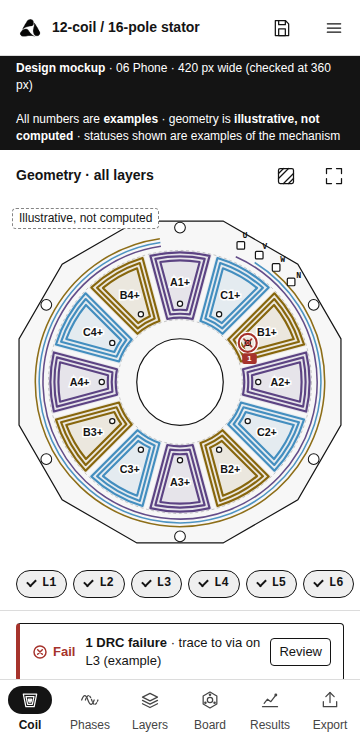 12-coil / 16-pole stator
Design mockup · 06 Phone · 420 px wide (checked at 360
px)
All numbers are examples · geometry is illustrative, not
computed · statuses shown are examples of the mechanism
Geometry · all layers
Illustrative, not computed
U
V
W
N
A1+
B4+
C1+
C4+
B1+
1
A4+
A2+
B3+
C2+
C3+
B2+
A3+
L1
L2
L3
L4
L5
L6
Fail
1 DRC failure · trace to via on
L3 (example)
Review
Coil
Phases
Layers
Board
Results
Export